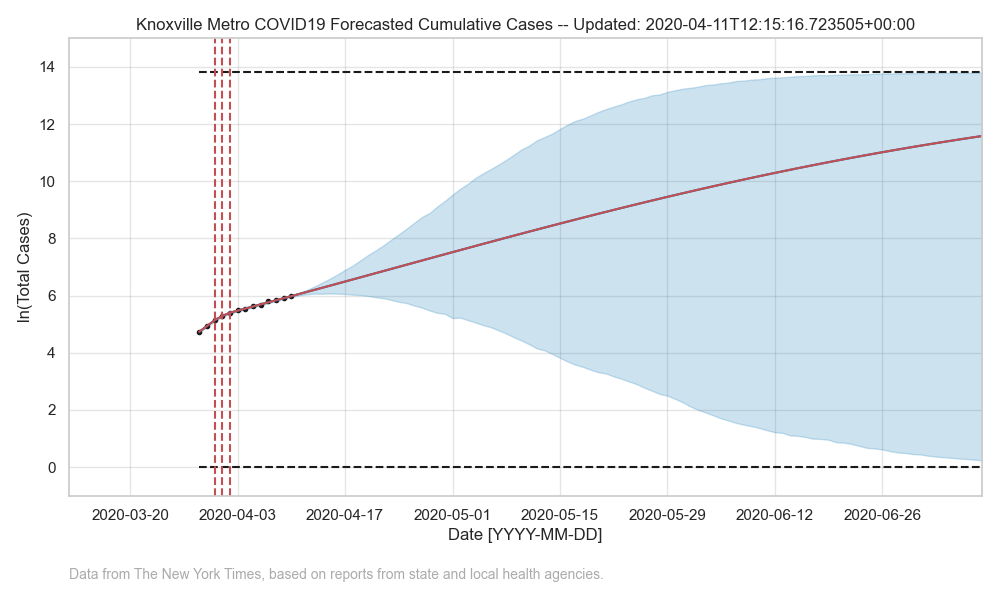 Knoxville Metro COVID19 Forecasted Cumulative Cases -- Updated: 2020-04-11T12:15:16.723505+00:00
ln(Total Cases)
14
12
10
8
6
4
2
0
2020-03-20 2020-04-03 2020-04-17 2020-05-01 2020-05-15 2020-05-29 2020-06-12 2020-06-26
Date [YYYY-MM-DD]
Data from The New York Times, based on reports from state and local health agencies.